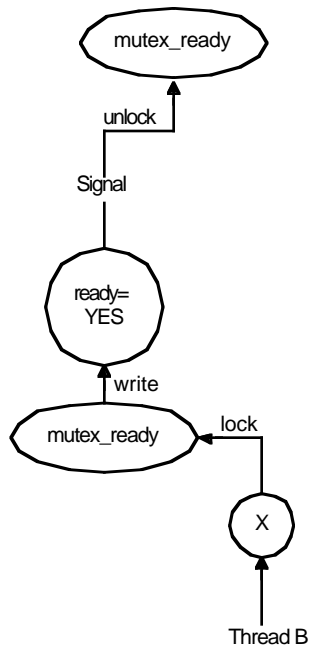 mutex_ready
unlock
Signal
ready=
YES
write
mutex_ready
lock
X
Thread B